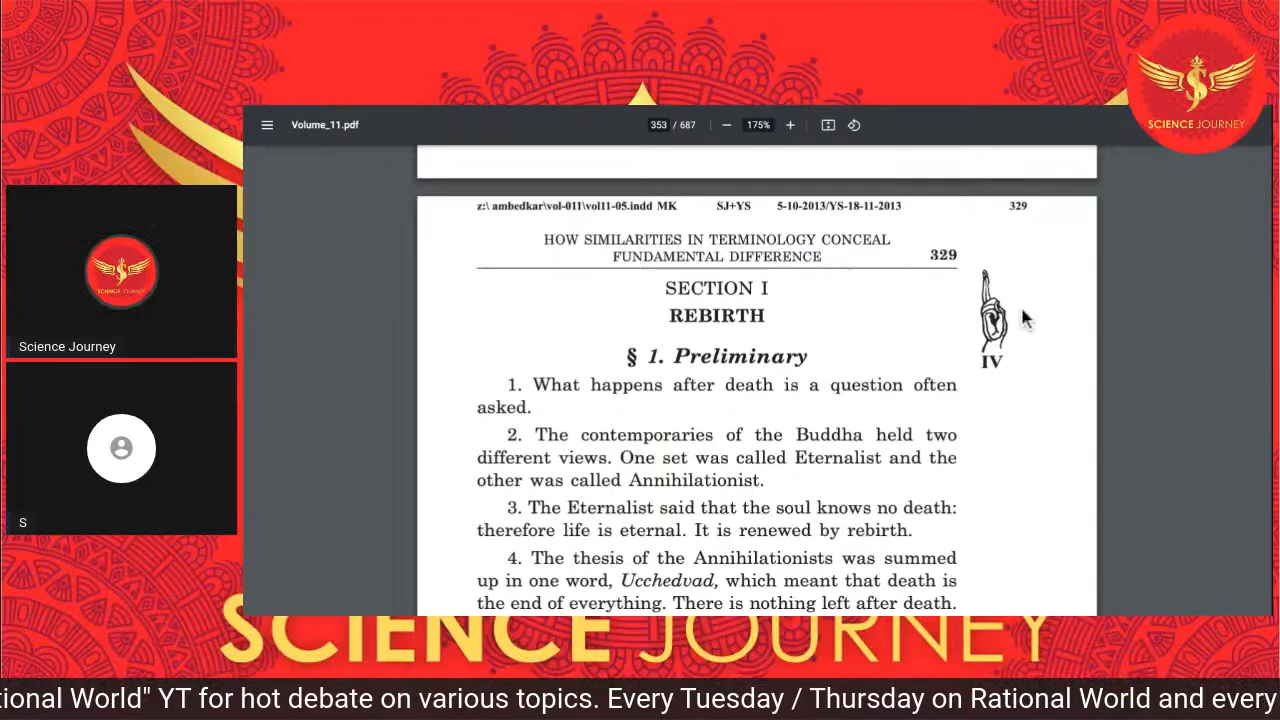 SCIENCE JOURNEY
Volume_11.pdf
353 / 687
175%
z:\ ambedkar\vol-011\vol11-05.indd MK SJ+YS 5-10-2013/YS-18-11-2013 329
HOW SIMILARITIES IN TERMINOLOGY CONCEAL
FUNDAMENTAL DIFFERENCE 329
SECTION I
REBIRTH
IV
§ 1. Preliminary
1. What happens after death is a question often
asked.
2. The contemporaries of the Buddha held two
different views. One set was called Eternalist and the
other was called Annihilationist.
3. The Eternalist said that the soul knows no death:
therefore life is eternal. It is renewed by rebirth.
4. The thesis of the Annihilationists was summed
up in one word, Ucchedvad, which meant that death is
the end of everything. There is nothing left after death.
SCIENCE JOURNEY
Science Journey
S
SCIENCE JOURNEY
tional World" YT for hot debate on various topics. Every Tuesday / Thursday on Rational World and every